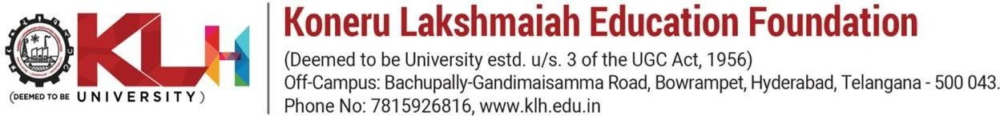 KLH
(DEEMED TO BE UNIVERSITY)
Koneru Lakshmaiah Education Foundation
(Deemed to be University estd. u/s. 3 of the UGC Act, 1956)
Off-Campus: Bachupally-Gandimaisamma Road, Bowrampet, Hyderabad, Telangana - 500 043.
Phone No: 7815926816, www.klh.edu.in